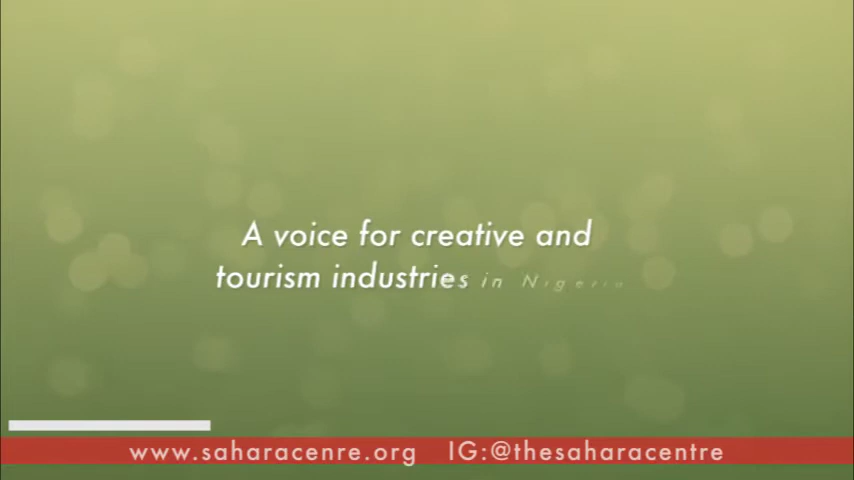 A voice for creative and
tourism industries in Nigeria
www.saharacenre.org IG:@thesaharacentre